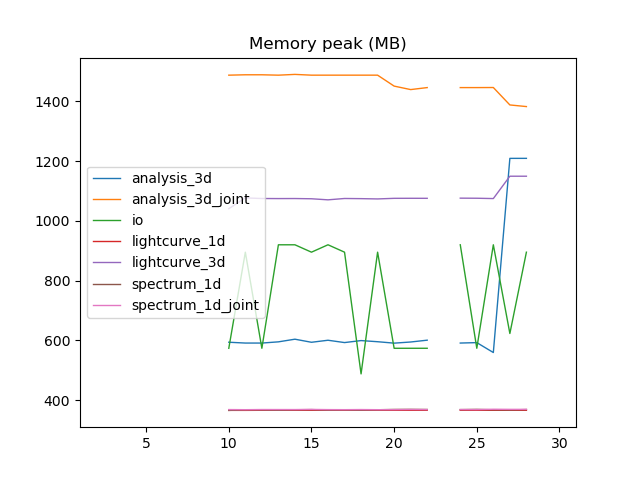 Memory peak (MB)
1400
1200
1000
800
600
400
analysis_3d
analysis_3d_joint
io
lightcurve_1d
lightcurve_3d
spectrum_1d
spectrum_1d_joint
5
10
15
20
25
30